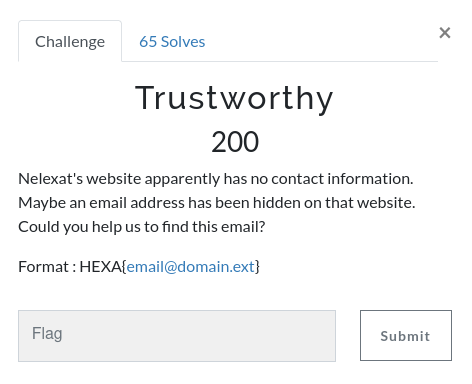 Challenge
65 Solves
×
Trustworthy
200
Nelexat's website apparently has no contact information.
Maybe an email address has been hidden on that website.
Could you help us to find this email?
Format : HEXA{email@domain.ext}
Flag
Submit